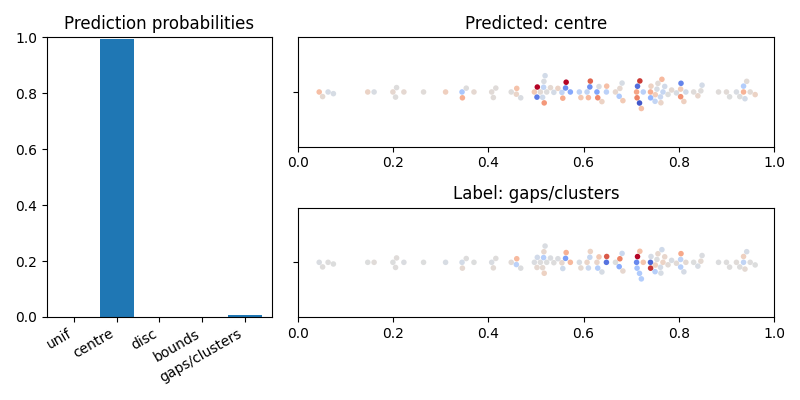 Prediction probabilities
1.0
0.8
0.6
0.4
0.2
0.0
unif
centre
disc
bounds
gaps/clusters
Predicted: centre
0.0 0.2 0.4 0.6 0.8 1.0
Label: gaps/clusters
0.0 0.2 0.4 0.6 0.8 1.0